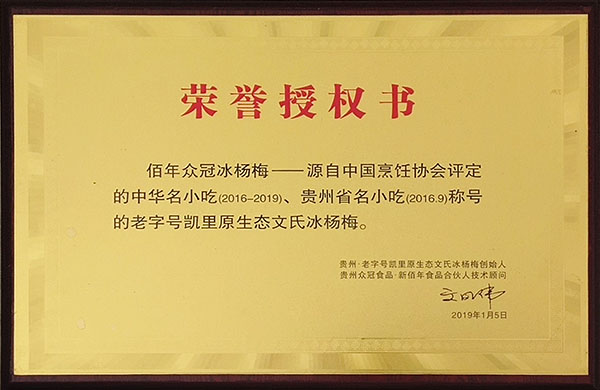 荣誉授权书
佰年众冠冰杨梅——源自中国烹饪协会评定
的中华名小吃(2016-2019)、贵州省名小吃(2016.9)称号
的老字号凯里原生态文氏冰杨梅。
贵州·老字号凯里原生态文氏冰杨梅创始人
贵州众冠食品·新佰年食品合伙人技术顾问
2019年1月5日